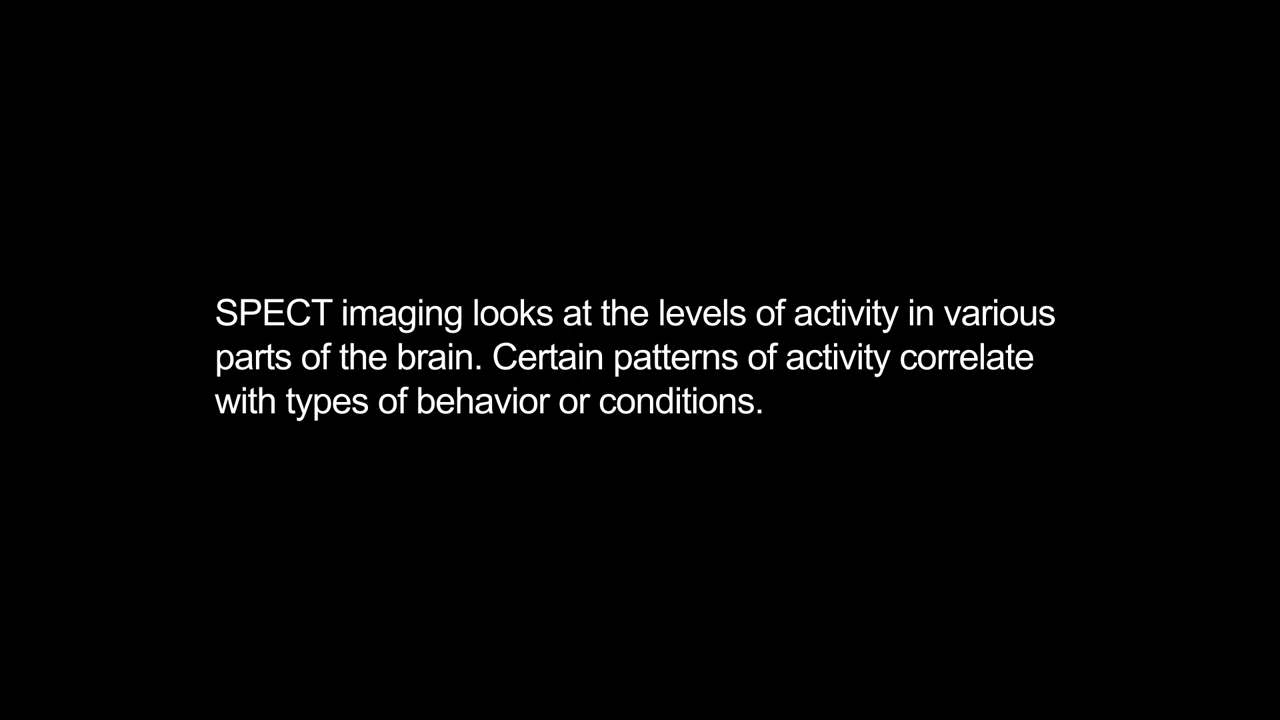 SPECT imaging looks at the levels of activity in various
parts of the brain. Certain patterns of activity correlate
with types of behavior or conditions.